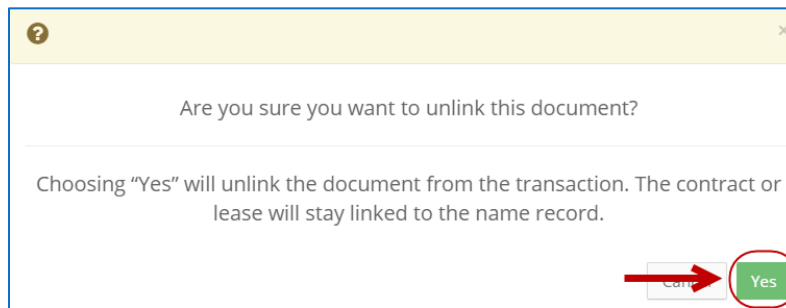 Are you sure you want to unlink this document?
Choosing “Yes” will unlink the document from the transaction. The contract or
lease will stay linked to the name record.
Yes